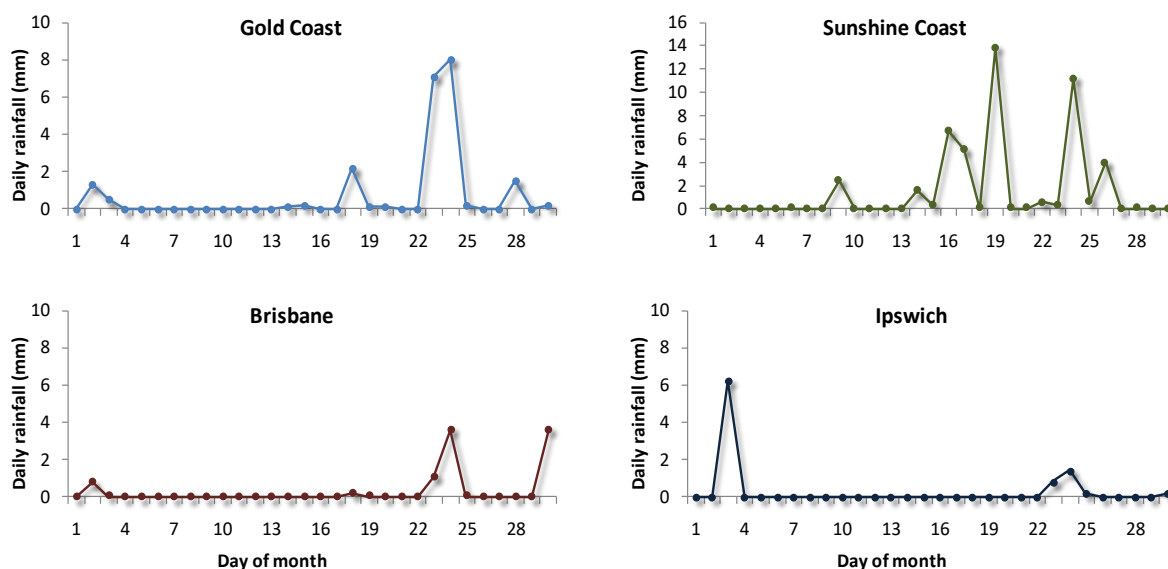 Gold Coast
Daily rainfall (mm)
10
8
6
4
2
0
1 4 7 10 13 16 19 22 25 28
Sunshine Coast
Daily rainfall (mm)
16
14
12
10
8
6
4
2
0
1 4 7 10 13 16 19 22 25 28
Brisbane
Daily rainfall (mm)
10
8
6
4
2
0
1 4 7 10 13 16 19 22 25 28
Day of month
Ipswich
Daily rainfall (mm)
10
8
6
4
2
0
1 4 7 10 13 16 19 22 25 28
Day of month